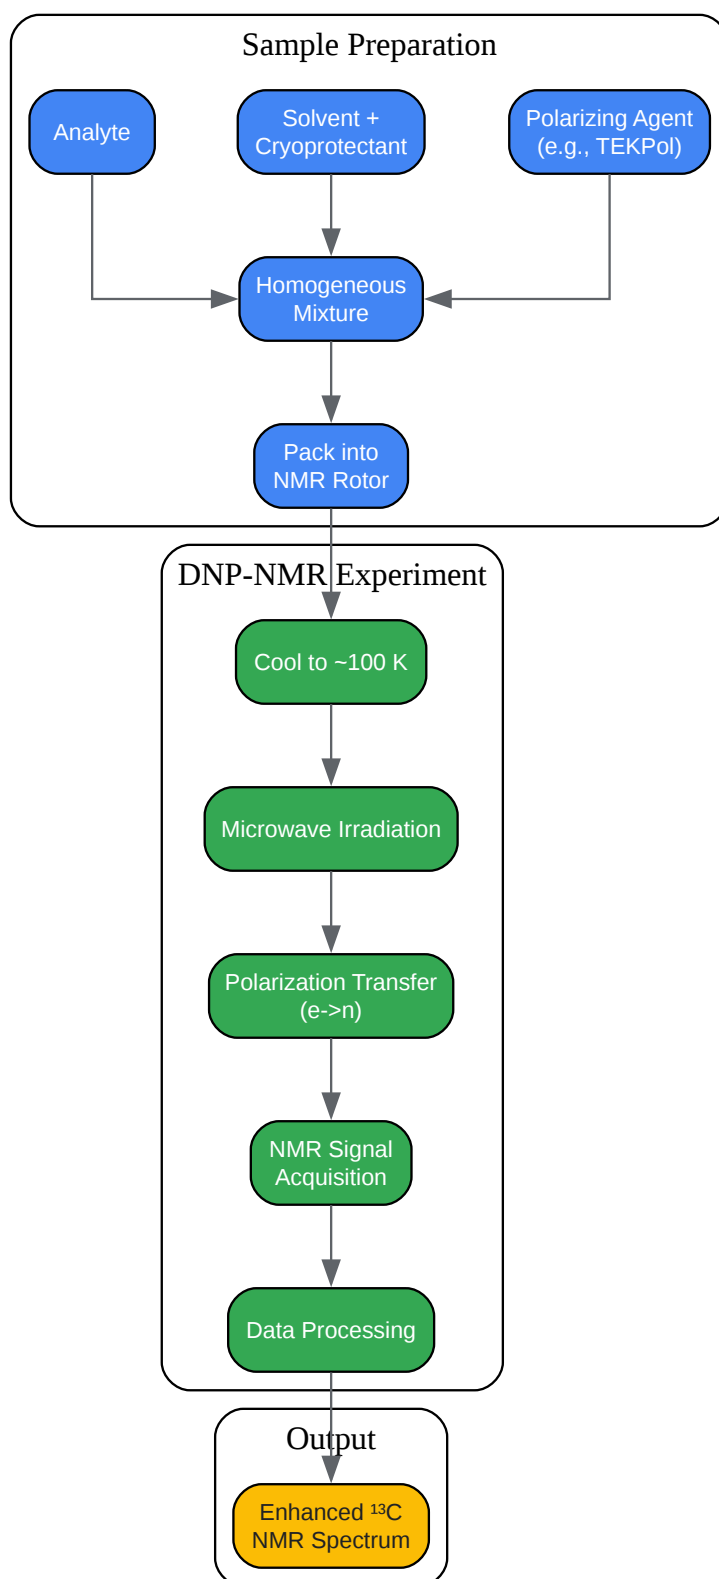 Sample Preparation
Analyte
Solvent +
Cryoprotectant
Polarizing Agent
(e.g., TEKPol)
Homogeneous
Mixture
Pack into
NMR Rotor
DNP-NMR Experiment
Cool to ~100 K
Microwave Irradiation
Polarization Transfer
(e->n)
NMR Signal
Acquisition
Data Processing
Output
Enhanced ¹³C
NMR Spectrum